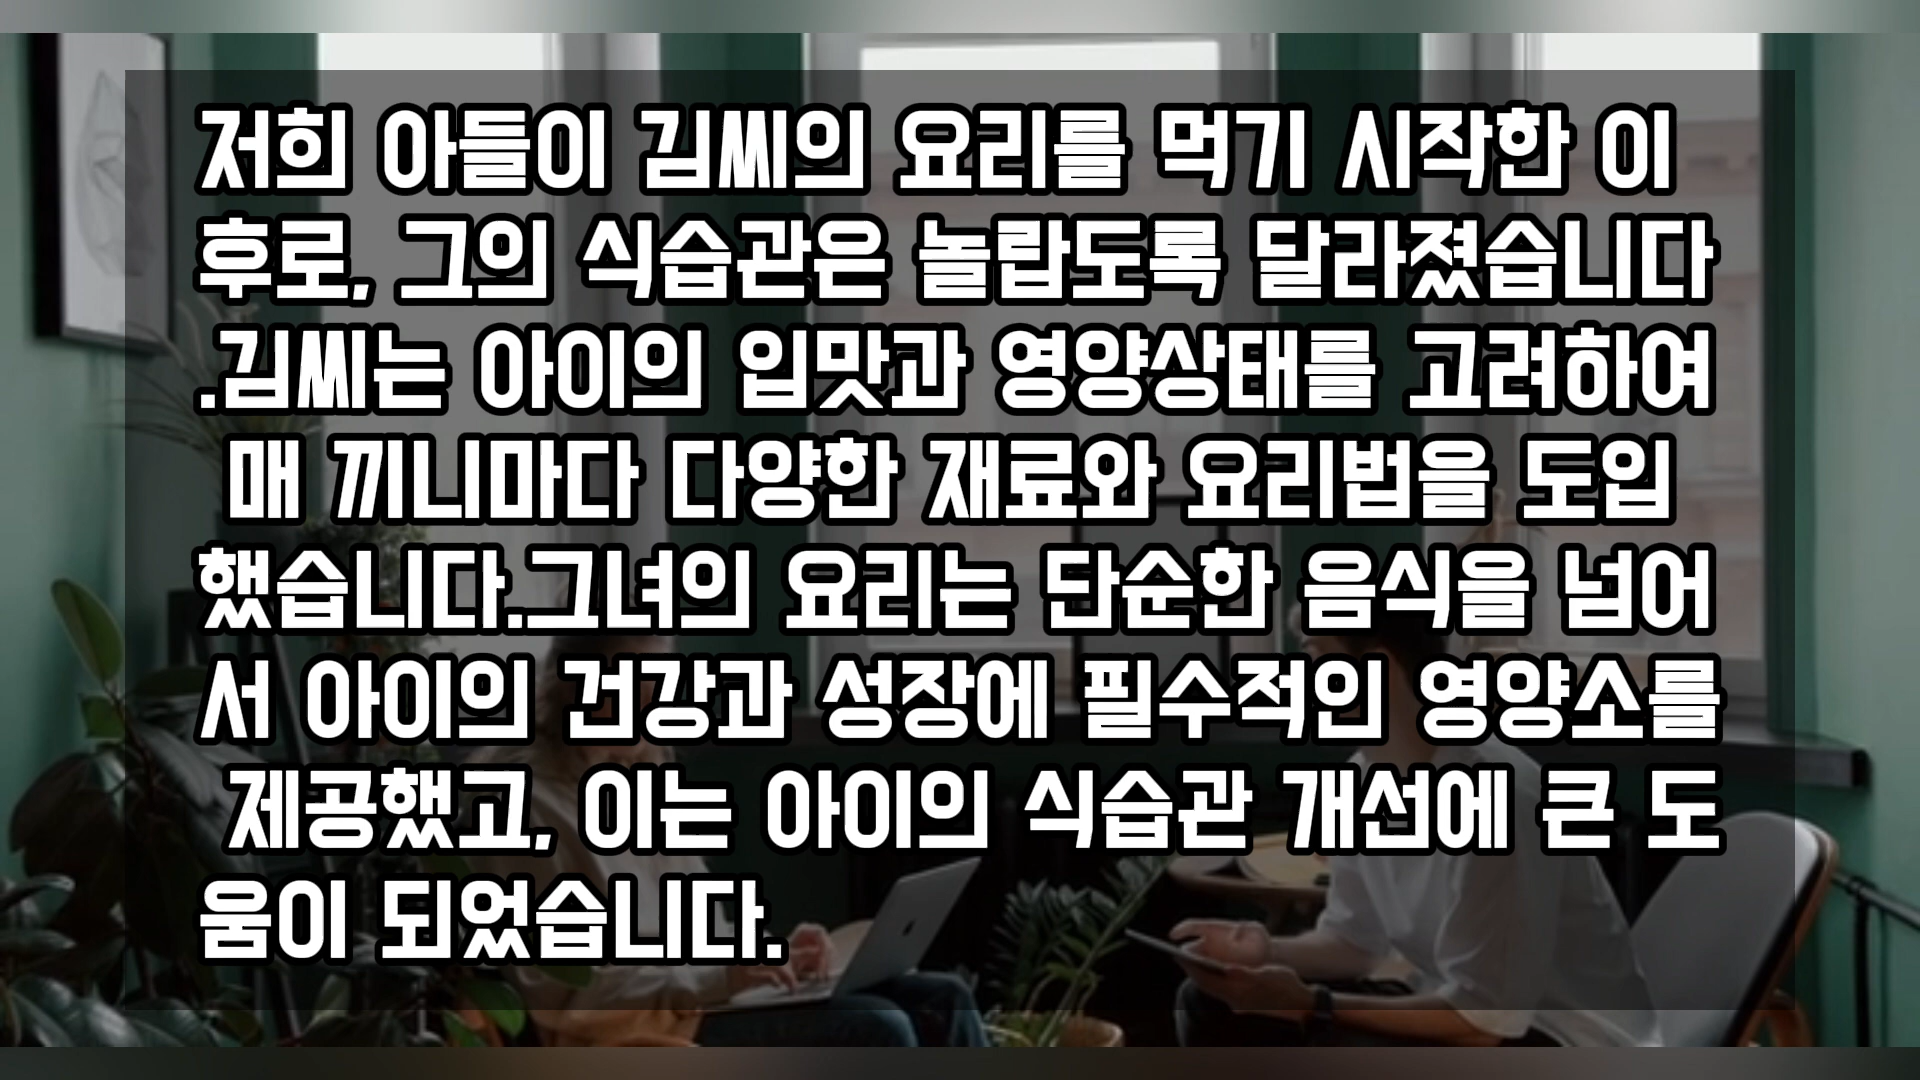 저희 아들이 김씨의 요리를 먹기 시작한 이
후로, 그의 식습관은 놀랍도록 달라졌습니다
.김씨는 아이의 입맛과 영양상태를 고려하여
매 끼니마다 다양한 재료와 요리법을 도입
했습니다.그녀의 요리는 단순한 음식을 넘어
서 아이의 건강과 성장에 필수적인 영양소를
제공했고, 이는 아이의 식습관 개선에 큰 도
움이 되었습니다.